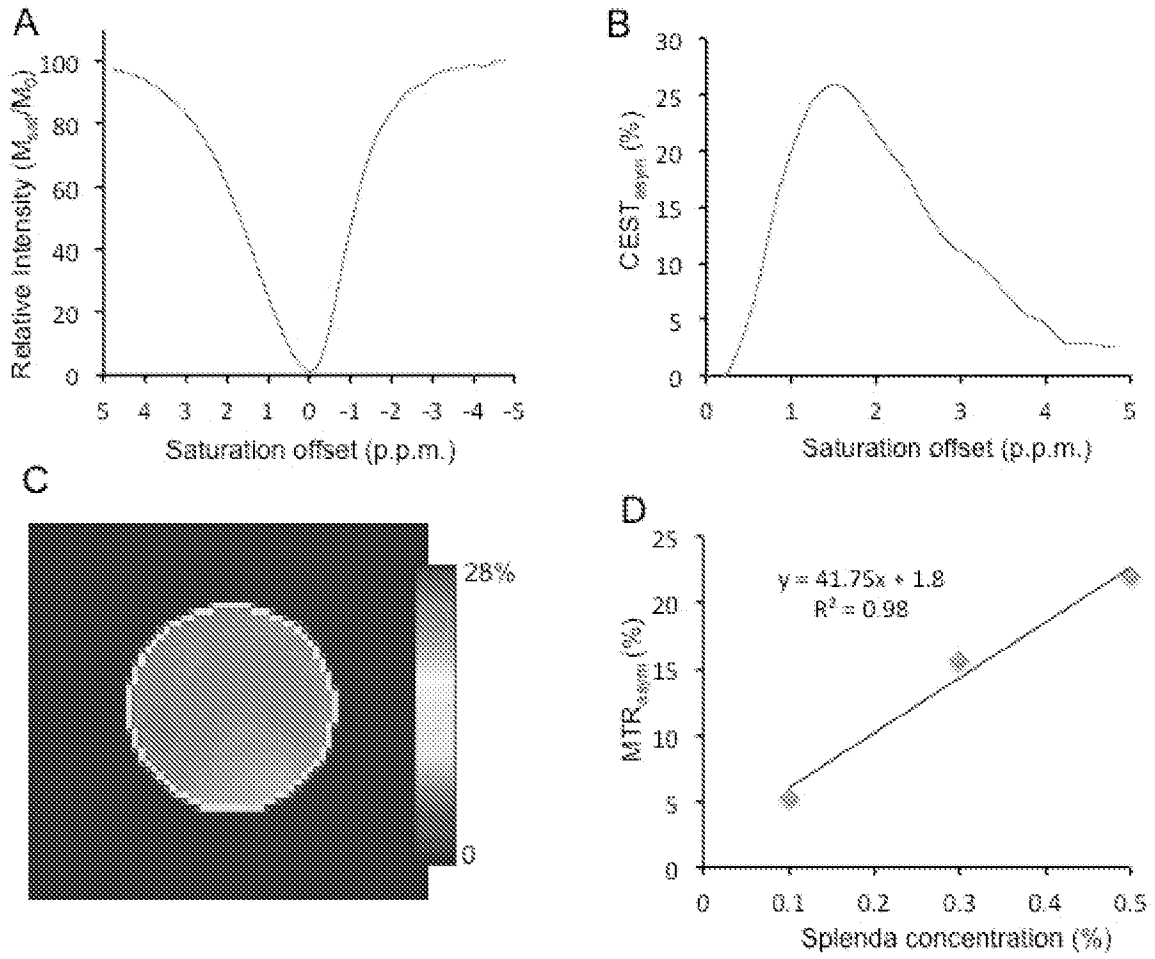 A
Relative Intensity (Msat/M0)
100
80
60
40
20
0
5 4 3 2 1 0 -1 -2 -3 -4 -5
Saturation offset (p.p.m.)
B
CESTasym (%)
30
25
20
15
10
5
0
0 1 2 3 4 5
Saturation offset (p.p.m.)
C
28%
0
D
MTRasym (%)
25
20
15
10
5
0
y = 41.75x + 1.8
R² = 0.98
0 0.1 0.2 0.3 0.4 0.5
Splenda concentration (%)